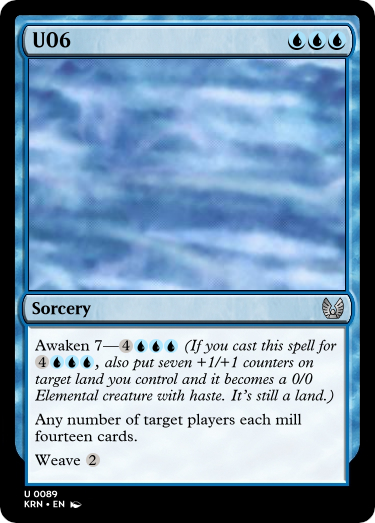 U06
Sorcery
Awaken 7—4 (If you cast this spell for
4, also put seven +1/+1 counters on
target land you control and it becomes a 0/0
Elemental creature with haste. It's still a land.)
Any number of target players each mill
fourteen cards.
Weave 2
U 0089
KRN • EN